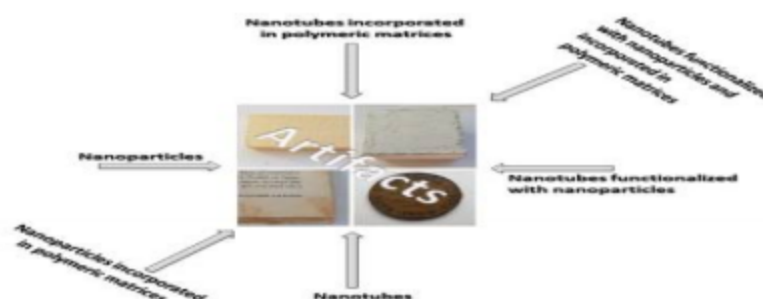 Nanotubes incorporated
in polymeric matrices
Nanotubes functionalized
with nanoparticles and
incorporated in
polymeric matrices
Artifacts
Nanoparticles
Nanotubes functionalized
with nanoparticles
Nanoparticles incorporated
in polymeric matrices
Nanotubes